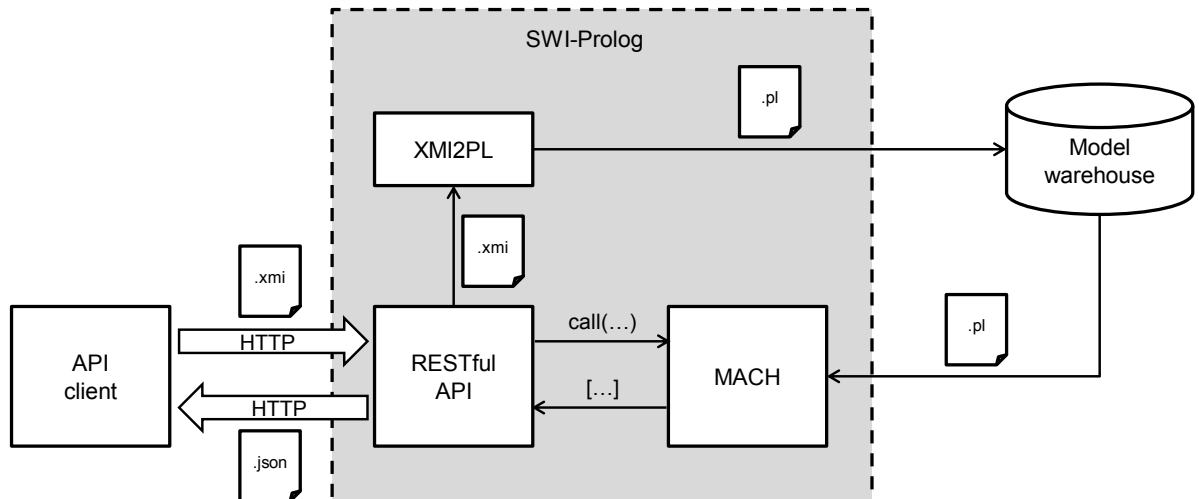 SWI-Prolog
.pl
XMI2PL
Model
warehouse
.xmi
.xmi
.pl
HTTP
call(…)
API
client
RESTful
API
MACH
HTTP
[…]
.json